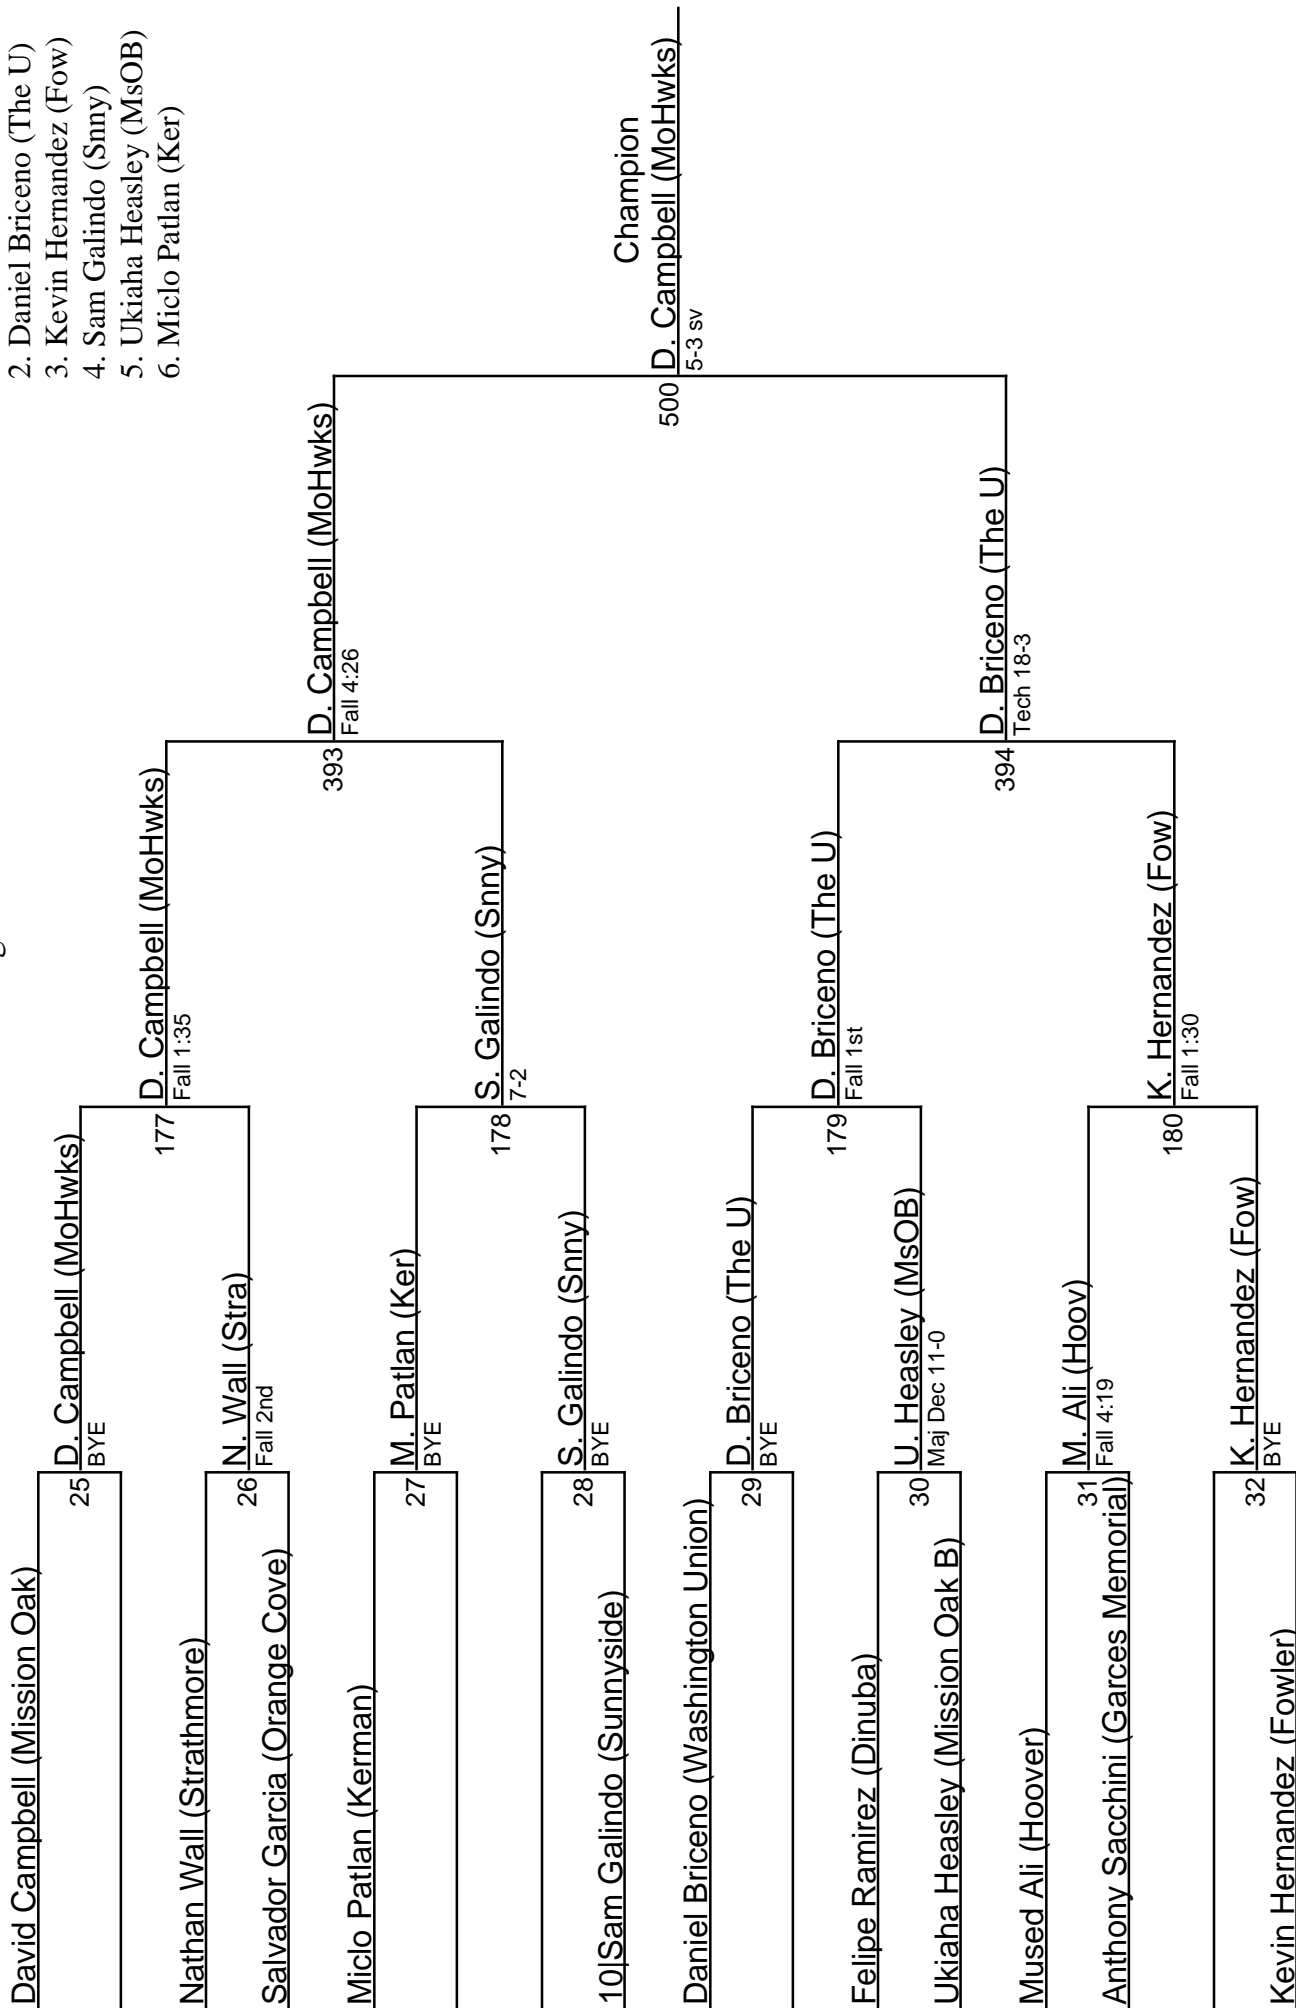 2. Daniel Briceno (The U)
3. Kevin Hernandez (Fow)
4. Sam Galindo (Snny)
5. Ukiaha Heasley (MsOB)
6. Miclo Patlan (Ker)
David Campbell (Mission Oak)
25
D. Campbell (MoHwks)
BYE
Nathan Wall (Strathmore)
Salvador Garcia (Orange Cove)
26
N. Wall (Stra)
Fall 2nd
177
D. Campbell (MoHwks)
Fall 1:35
Miclo Patlan (Kerman)
27
M. Patlan (Ker)
BYE
10|Sam Galindo (Sunnyside)
28
S. Galindo (Snny)
BYE
178
S. Galindo (Snny)
7-2
393
D. Campbell (MoHwks)
Fall 4:26
Daniel Briceno (Washington Union)
29
D. Briceno (The U)
BYE
Felipe Ramirez (Dinuba)
Ukiaha Heasley (Mission Oak B)
30
U. Heasley (MsOB)
Maj Dec 11-0
179
D. Briceno (The U)
Fall 1st
Mused Ali (Hoover)
Anthony Sacchini (Garces Memorial)
31
M. Ali (Hoov)
Fall 4:19
Kevin Hernandez (Fowler)
32
K. Hernandez (Fow)
BYE
180
K. Hernandez (Fow)
Fall 1:30
394
D. Briceno (The U)
Tech 18-3
500
Champion
D. Campbell (MoHwks)
5-3 sv